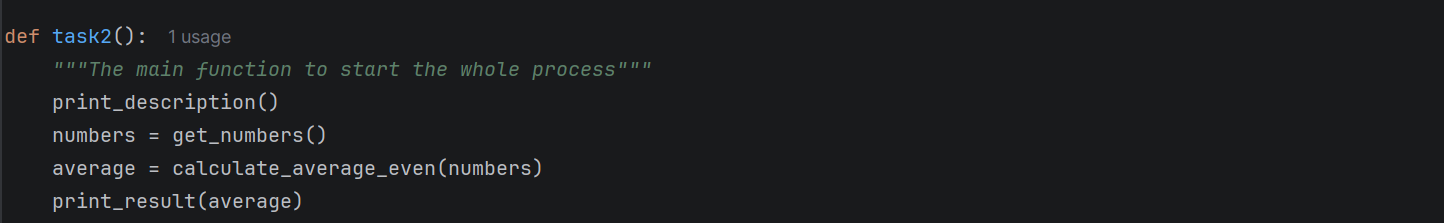 def task2():  1 usage
    """The main function to start the whole process"""
    print_description()
    numbers = get_numbers()
    average = calculate_average_even(numbers)
    print_result(average)